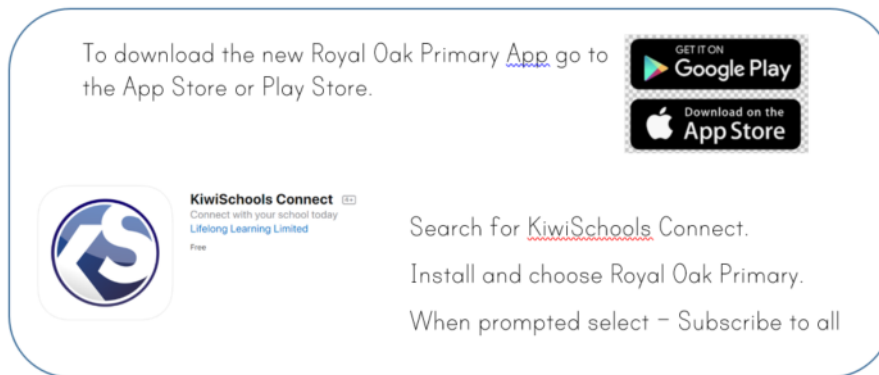 To download the new Royal Oak Primary App go to
the App Store or Play Store.
GET IT ON
Google Play
Download on the
App Store
KS
KiwiSchools Connect 4+
Connect with your school today
Lifelong Learning Limited
Free
Search for KiwiSchools Connect.
Install and choose Royal Oak Primary.
When prompted select – Subscribe to all